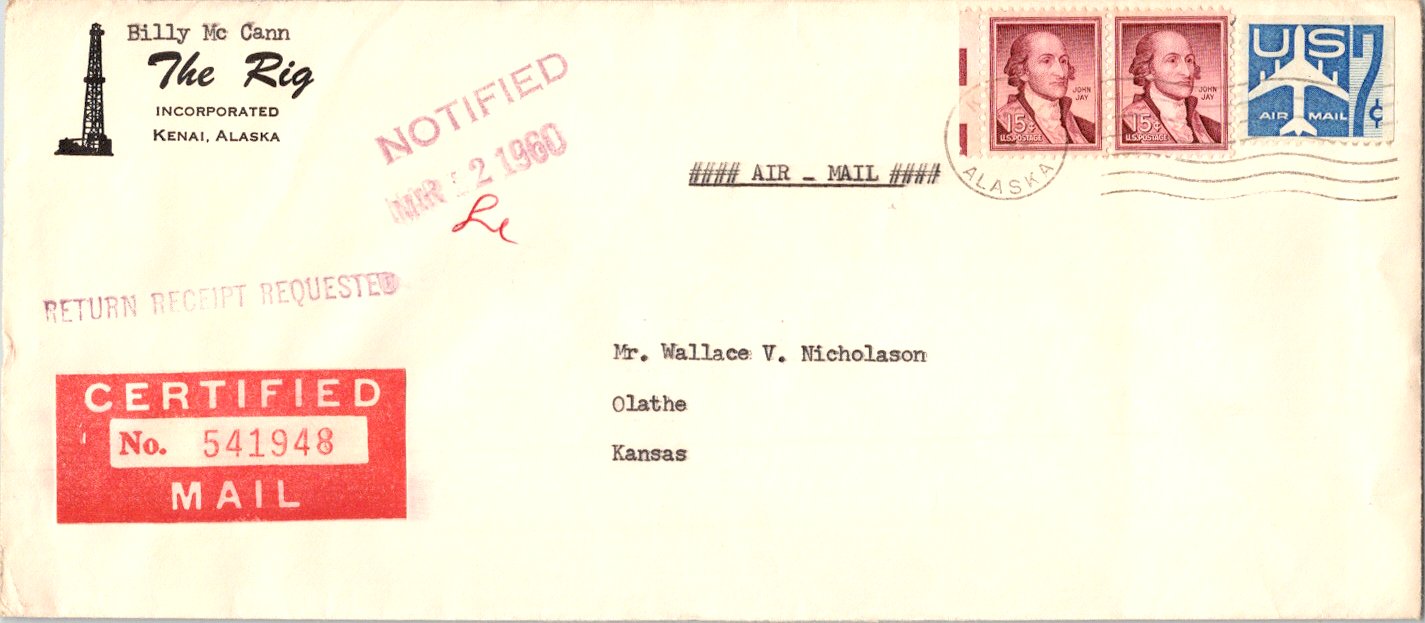 Billy Mc Cann
The Rig
INCORPORATED
KENAI, ALASKA
NOTIFIED
MAR 2 1960
#### AIR _ MAIL ####
JOHN JAY
15¢
U.S. POSTAGE
JOHN JAY
15¢
U.S. POSTAGE
US 7¢
AIR MAIL
ALASKA
RETURN RECEIPT REQUESTED
CERTIFIED
No. 541948
MAIL
Mr. Wallace V. Nicholason
Olathe
Kansas